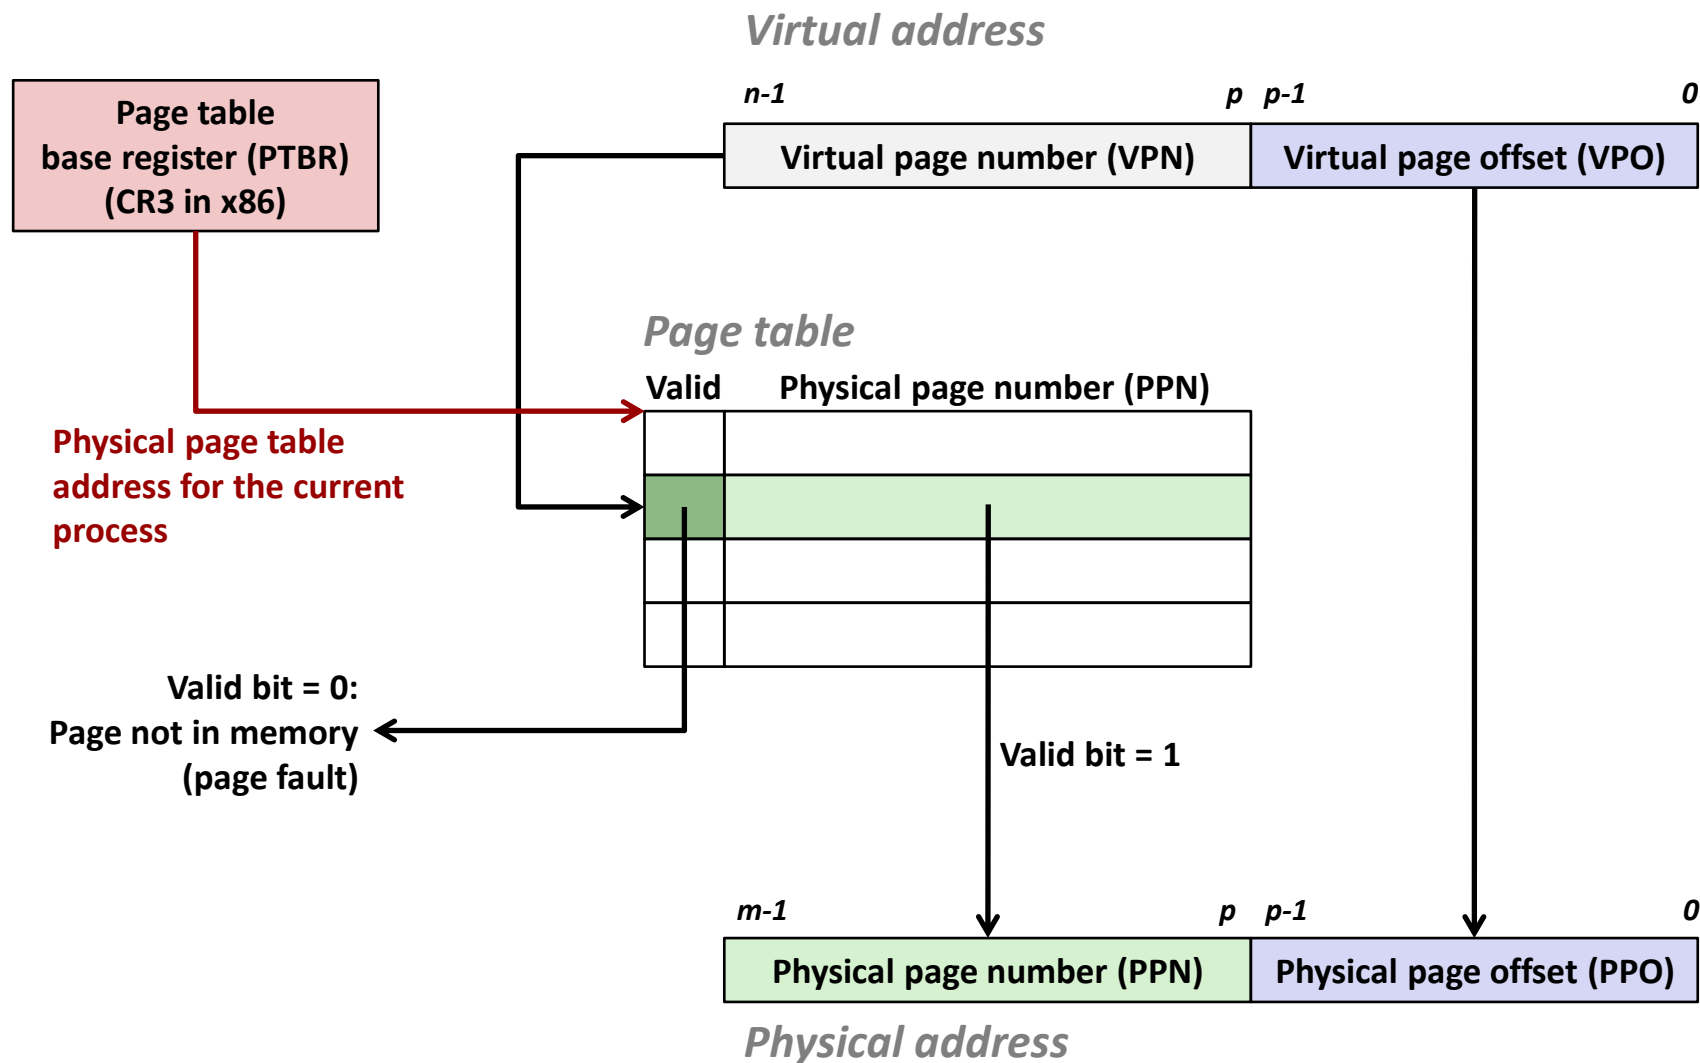 Virtual address
Page table
base register (PTBR)
(CR3 in x86)
n-1 p p-1 0
Virtual page number (VPN) Virtual page offset (VPO)
Page table
Valid Physical page number (PPN)
Physical page table
address for the current
process
Valid bit = 0:
Page not in memory
(page fault)
Valid bit = 1
m-1 p p-1 0
Physical page number (PPN) Physical page offset (PPO)
Physical address